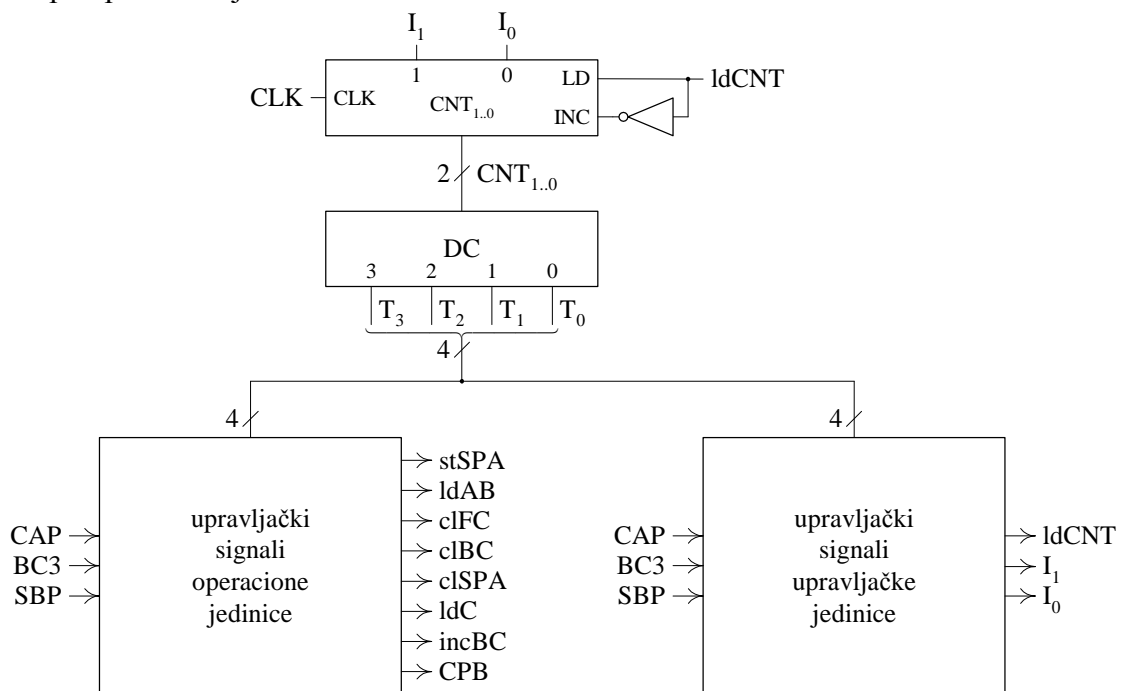 I₁ I₀
1 0 LD ldCNT
CLK CLK CNT₁..₀
INC
2 CNT₁..₀
DC
3 2 1 0
T₃ T₂ T₁ T₀
4
4 4
stSPA
ldAB
upravljački clFC upravljački
CAP signali clBC CAP signali ldCNT
BC3 operacione clSPA BC3 upravljačke I₁
SBP jedinice ldC SBP jedinice I₀
incBC
CPB